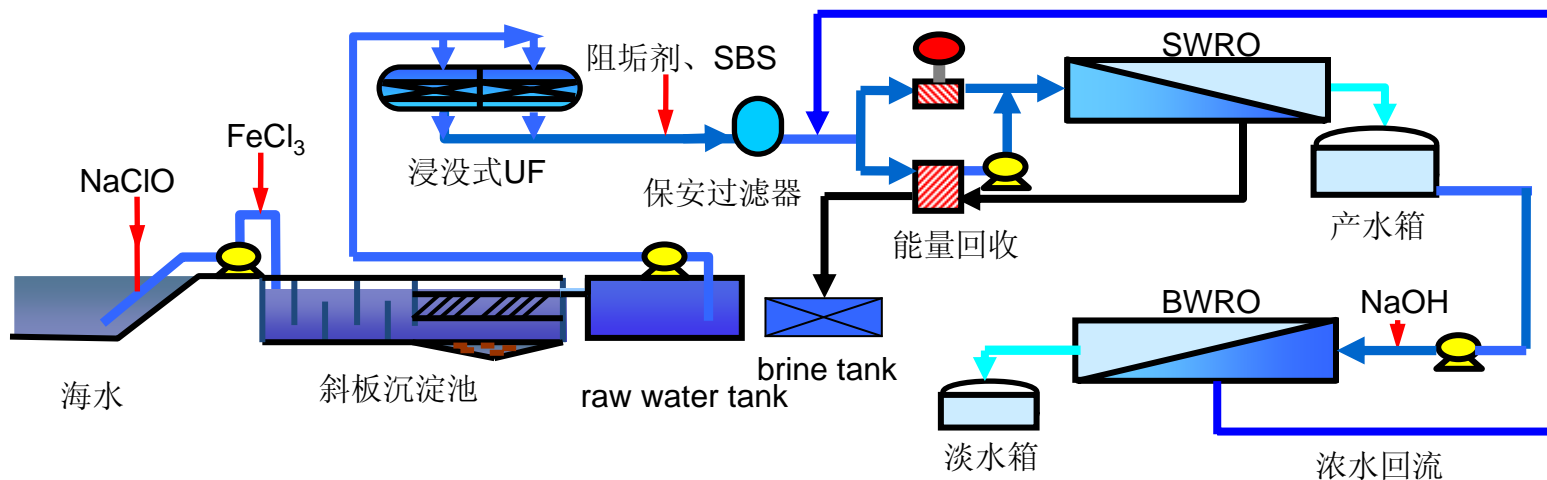 SWRO
阻垢剂、SBS
FeCl3
浸没式UF
NaClO
保安过滤器
产水箱
能量回收
BWRO
NaOH
brine tank
海水
斜板沉淀池
raw water tank
淡水箱
浓水回流